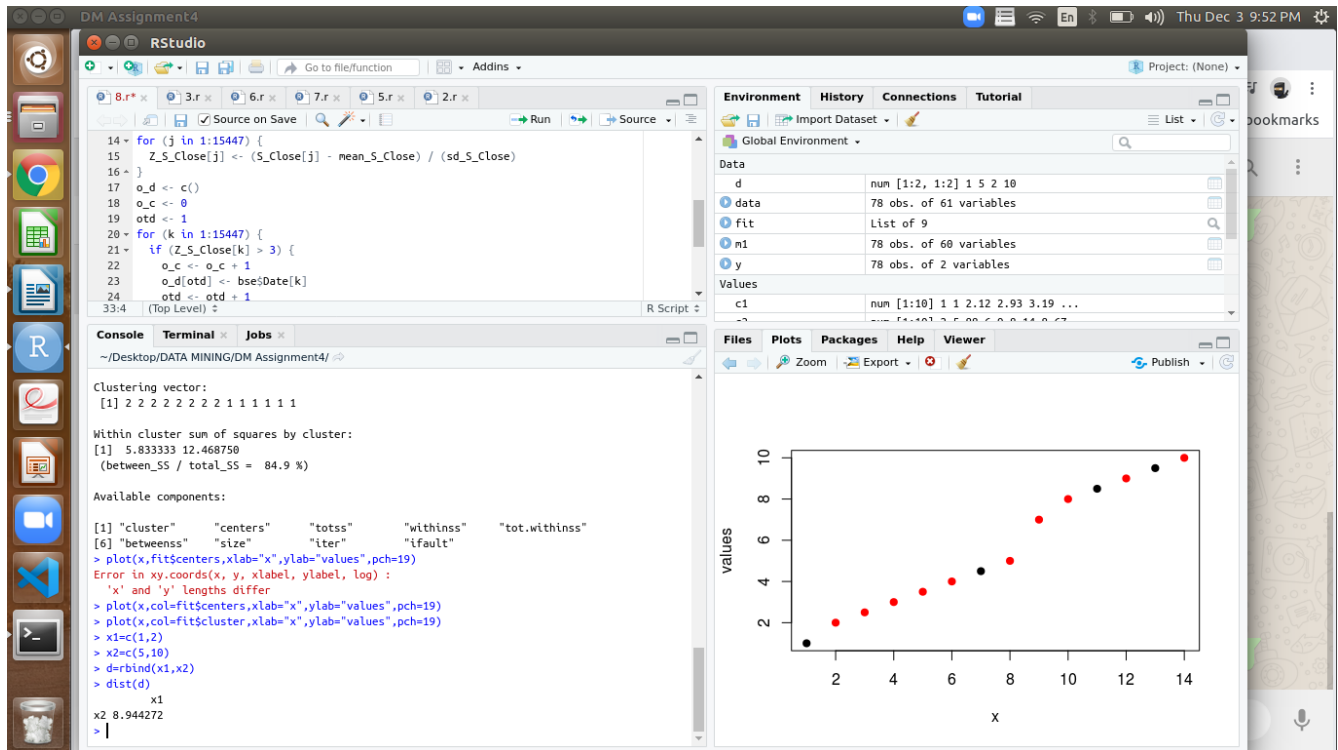 DM Assignment4
En
Thu Dec 3 9:52 PM
RStudio
Go to file/function
Addins
Project: (None)
8.r*
3.r
6.r
7.r
5.r
2.r
Source on Save
Run
Source
14 for (j in 1:15447) {
15 Z_S_Close[j] <- (S_Close[j] - mean_S_Close) / (sd_S_Close)
16 }
17 o_d <- c()
18 o_c <- 0
19 otd <- 1
20 for (k in 1:15447) {
21 if (Z_S_Close[k] > 3) {
22 o_c <- o_c + 1
23 o_d[otd] <- bse$Date[k]
24 otd <- otd + 1
33:4 (Top Level)
R Script
Console Terminal Jobs
~/Desktop/DATA MINING/DM Assignment4/
Clustering vector:
[1] 2 2 2 2 2 2 2 2 1 1 1 1 1 1
Within cluster sum of squares by cluster:
[1] 5.833333 12.468750
(between_SS / total_SS = 84.9 %)
Available components:
[1] "cluster" "centers" "totss" "withinss" "tot.withinss"
[6] "betweenss" "size" "iter" "ifault"
> plot(x,fit$centers,xlab="x",ylab="values",pch=19)
Error in xy.coords(x, y, xlabel, ylabel, log) :
'x' and 'y' lengths differ
> plot(x,col=fit$centers,xlab="x",ylab="values",pch=19)
> plot(x,col=fit$cluster,xlab="x",ylab="values",pch=19)
> x1=c(1,2)
> x2=c(5,10)
> d=rbind(x1,x2)
> dist(d)
x1
x2 8.944272
>
Environment History Connections Tutorial
Import Dataset
List
Global Environment
Data
d num [1:2, 1:2] 1 5 2 10
data 78 obs. of 61 variables
fit List of 9
m1 78 obs. of 60 variables
y 78 obs. of 2 variables
Values
c1 num [1:10] 1 1 2.12 2.93 3.19 ...
Files Plots Packages Help Viewer
Zoom Export Publish
values
2 4 6 8 10
2 4 6 8 10 12 14
x
ookmarks